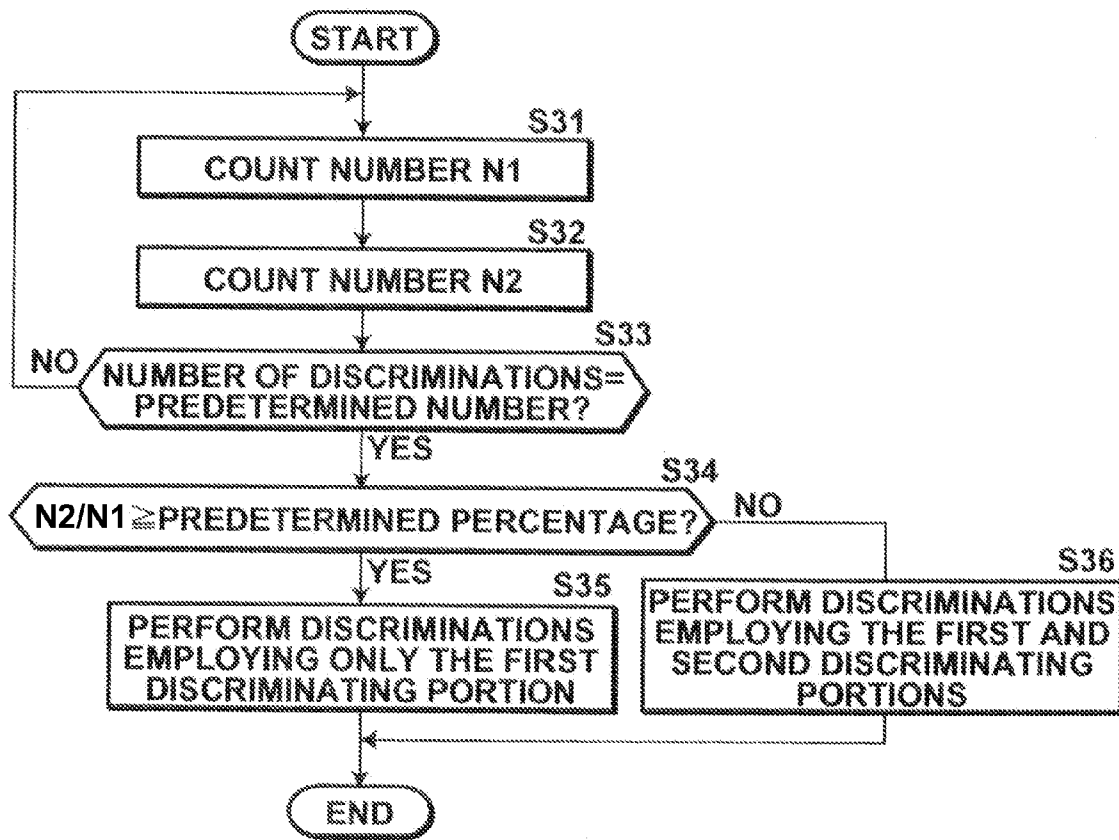 START
S31
COUNT NUMBER N1
S32
COUNT NUMBER N2
S33
NO
NUMBER OF DISCRIMINATIONS=
PREDETERMINED NUMBER?
YES
S34
N2/N1≧PREDETERMINED PERCENTAGE?
NO
YES
S35
PERFORM DISCRIMINATIONS
EMPLOYING ONLY THE FIRST
DISCRIMINATING PORTION
S36
PERFORM DISCRIMINATIONS
EMPLOYING THE FIRST AND
SECOND DISCRIMINATING
PORTIONS
END